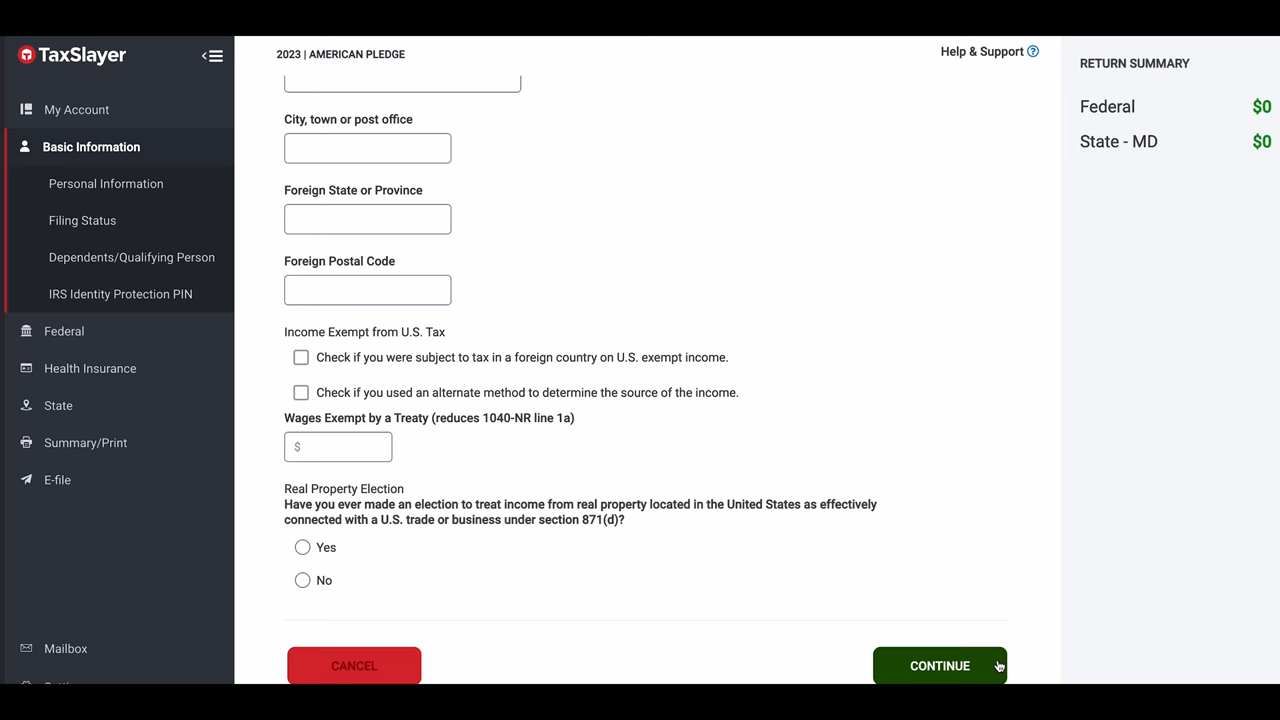 TaxSlayer
My Account
Basic Information
Personal Information
Filing Status
Dependents/Qualifying Person
IRS Identity Protection PIN
Federal
Health Insurance
State
Summary/Print
E-file
Mailbox
2023 | AMERICAN PLEDGE
Help & Support ?
City, town or post office
Foreign State or Province
Foreign Postal Code
Income Exempt from U.S. Tax
Check if you were subject to tax in a foreign country on U.S. exempt income.
Check if you used an alternate method to determine the source of the income.
Wages Exempt by a Treaty (reduces 1040-NR line 1a)
$
Real Property Election
Have you ever made an election to treat income from real property located in the United States as effectively
connected with a U.S. trade or business under section 871(d)?
Yes
No
CANCEL
CONTINUE
RETURN SUMMARY
Federal $0
State - MD $0